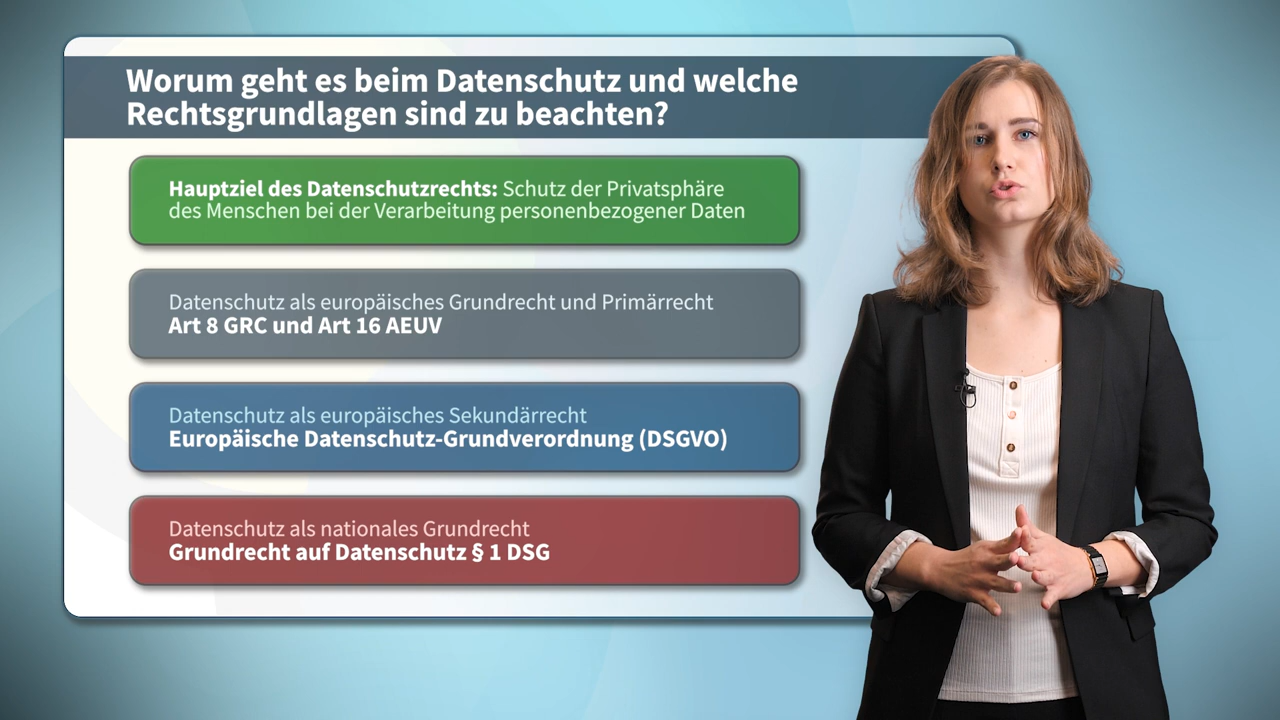 Worum geht es beim Datenschutz und welche
Rechtsgrundlagen sind zu beachten?
Hauptziel des Datenschutzrechts: Schutz der Privatsphäre
des Menschen bei der Verarbeitung personenbezogener Daten
Datenschutz als europäisches Grundrecht und Primärrecht
Art 8 GRC und Art 16 AEUV
Datenschutz als europäisches Sekundärrecht
Europäische Datenschutz-Grundverordnung (DSGVO)
Datenschutz als nationales Grundrecht
Grundrecht auf Datenschutz § 1 DSG